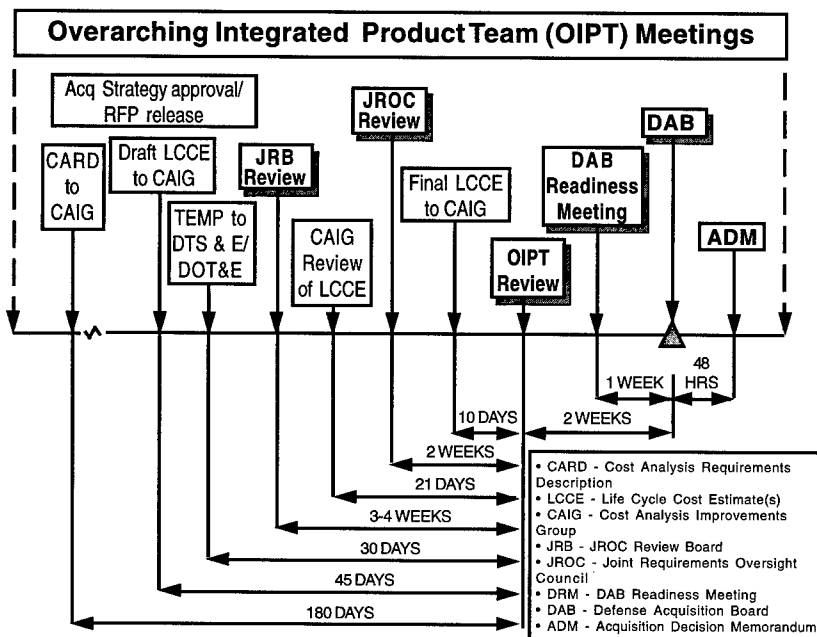 Overarching Integrated Product Team (OIPT) Meetings
Acq Strategy approval/
RFP release
CARD
to
CAIG
Draft LCCE
to CAIG
TEMP to
DTS & E/
DOT&E
JRB
Review
CAIG
Review
of LCCE
JROC
Review
Final LCCE
to CAIG
OIPT
Review
DAB
Readiness
Meeting
DAB
ADM
1 WEEK
48
HRS
10 DAYS
2 WEEKS
2 WEEKS
21 DAYS
3-4 WEEKS
30 DAYS
45 DAYS
180 DAYS
• CARD - Cost Analysis Requirements
Description
• LCCE - Life Cycle Cost Estimate(s)
• CAIG - Cost Analysis Improvements
Group
• JRB - JROC Review Board
• JROC - Joint Requirements Oversight
Council
• DRM - DAB Readiness Meeting
• DAB - Defense Acquisition Board
• ADM - Acquisition Decision Memorandum